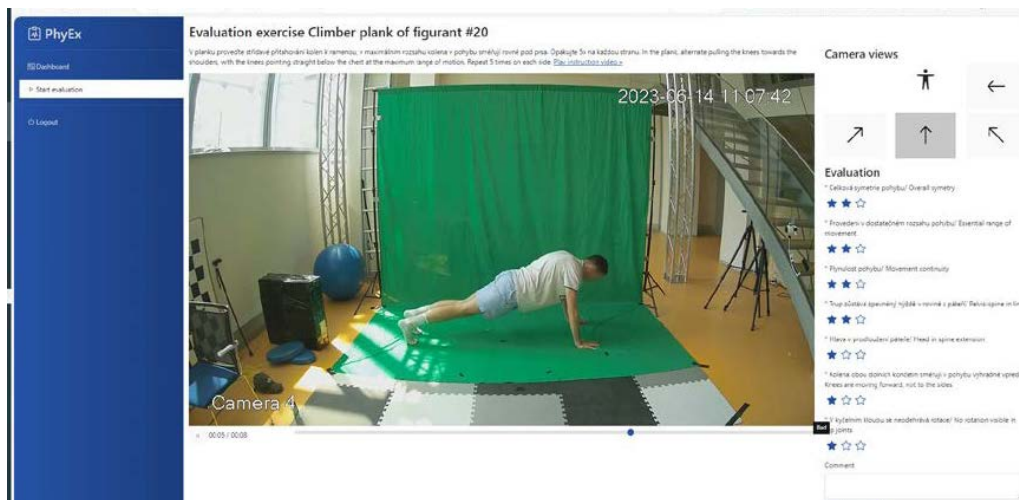 PhyEx
Dashboard
Start evaluation
Logout
Evaluation exercise Climber plank of figurant #20
V planku proveďte střídavé přitahování kolen k ramenou, v maximálním rozsahu kolena v pohybu směřují rovně pod prsa. Opakujte 5x na každou stranu. In the plank, alternate pulling the knees towards the
shoulders, with the knees pointing straight below the chest at the maximum range of motion. Repeat 5 times on each side. Play instruction video »
2023-06-14 11:07:42
Camera 4
00:05 / 00:08
Camera views
Evaluation
* Celková symetrie pohybu/ Overall symetry
* Provedení v dostatečném rozsahu pohybu/ Essential range of
movement
* Plynulost pohybu/ Movement continuity
* Trup zůstává zpevněný hýždě v rovině s páteří/ Pelvis-spine in
* Hlava v prodloužení páteře/ Head in spine extension
* Kolena obou dolních končetin směřují v pohybu výhradně vpřed
Knees are moving forward, not to the sides
Bad
* V kyčelním kloubu se neodehrává rotace/ No rotation visible in
joints
Comment